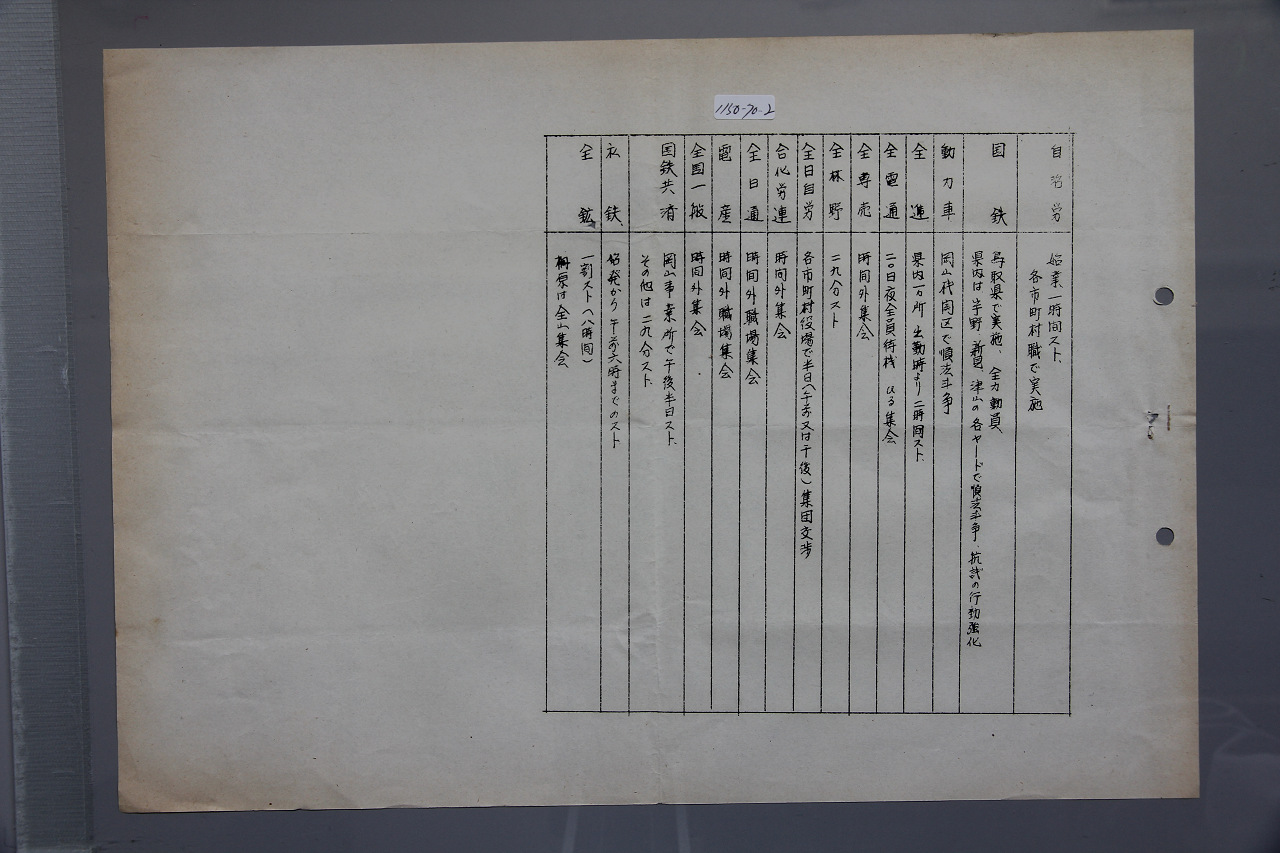 1150-70-2
自治労
始業一時間スト、
各市町村職で実施
国鉄
鳥取県で実施、全力動員
県内は宇野 新見、津山の各ヤードで順法斗争、抗議の行動強化
動力車
岡山機関区で順法斗争
全逓
県内一カ所 出勤時より二時間スト、
全電通
二〇日夜全員待機 ひる集会
全専売
時間外集会
全林野
二九分スト
全日自労
各市町村役場で半日(午前又は午後)集団交渉
合化労連
時間外集会
全日通
時間外職場集会
電産
時間外職場集会
全国一般
時間外集会
国鉄共済
岡山事業所で午後半日スト、
その他は二九分スト、
私鉄
始発から午前六時までのスト
全鉱
一割スト(八時間)
柵原は全山集会